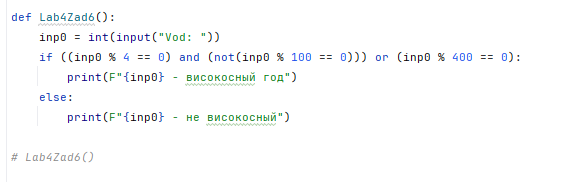 def Lab4Zad6():
    inp0 = int(input("Vod: "))
    if ((inp0 % 4 == 0) and (not(inp0 % 100 == 0))) or (inp0 % 400 == 0):
        print(F"{inp0} - високосный год")
    else:
        print(F"{inp0} - не високосный")
# Lab4Zad6()